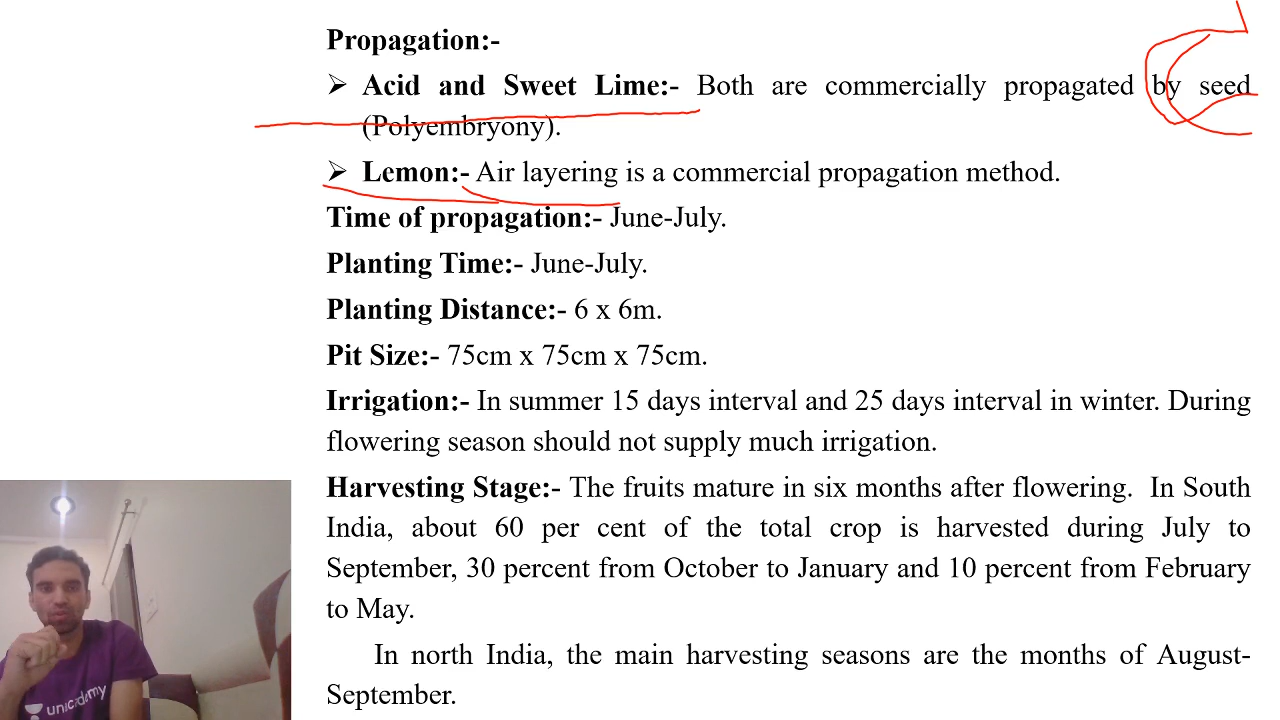 Propagation:-
➢ Acid and Sweet Lime:- Both are commercially propagated by seed
(Polyembryony).
➢ Lemon:- Air layering is a commercial propagation method.
Time of propagation:- June-July.
Planting Time:- June-July.
Planting Distance:- 6 x 6m.
Pit Size:- 75cm x 75cm x 75cm.
Irrigation:- In summer 15 days interval and 25 days interval in winter. During
flowering season should not supply much irrigation.
Harvesting Stage:- The fruits mature in six months after flowering. In South
India, about 60 per cent of the total crop is harvested during July to
September, 30 percent from October to January and 10 percent from February
to May.
In north India, the main harvesting seasons are the months of August-
September.
unacademy